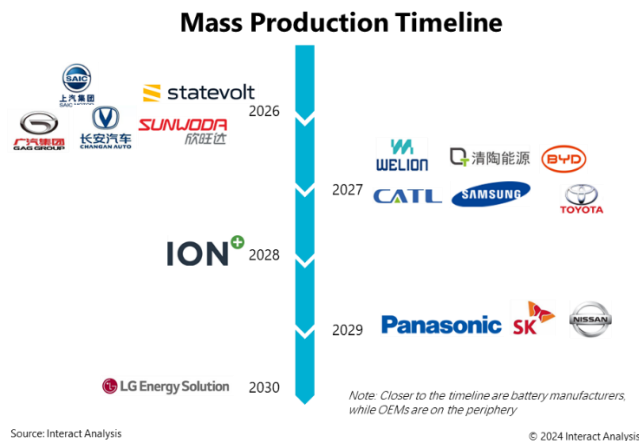 Mass Production Timeline
SAIC
上汽集团
SAIC MOTOR
statevolt
2026
广汽集团
GAC GROUP
长安汽车
CHANGAN AUTO
SUNWODA
欣旺达
WELION
清陶能源
BYD
2027
CATL
SAMSUNG
TOYOTA
ION+
2028
2029
Panasonic
SK
NISSAN
LG Energy Solution
2030
Note: Closer to the timeline are battery manufacturers,
while OEMs are on the periphery
Source: Interact Analysis
© 2024 Interact Analysis